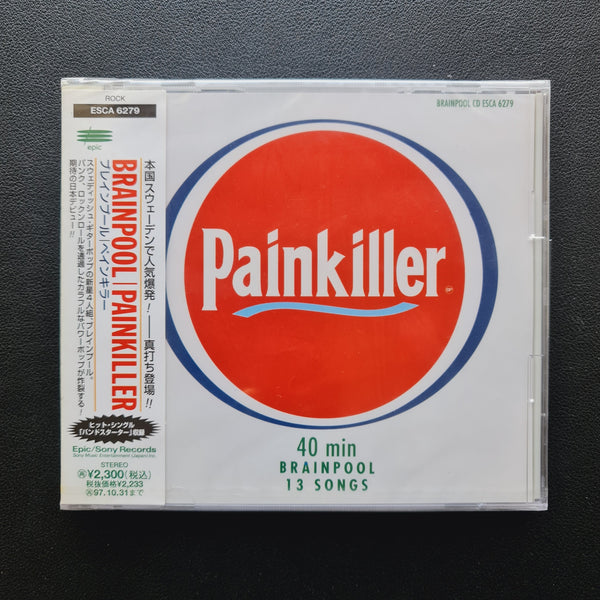 ROCK
ESCA 6279
epic
本国スウェーデンで人気爆発!――真打ち登場!!
BRAINPOOL|PAINKILLER
ブレインプール|ペインキラー
スウェディッシュ・ギターポップの新星4人組、ブレインプール。
パンク、ロックンロールを通過したカラフルなパワーポップが炸裂する!
期待の日本デビュー!!
ヒット・シングル
「バンドスターター」収録
Epic/Sony Records
Sony Music Entertainment (Japan) Inc.
STEREO
㋐¥2,300(税込)
税抜価格¥2,233
㋐97.10.31まで
BRAINPOOL CD ESCA 6279
Painkiller
40 min
BRAINPOOL
13 SONGS